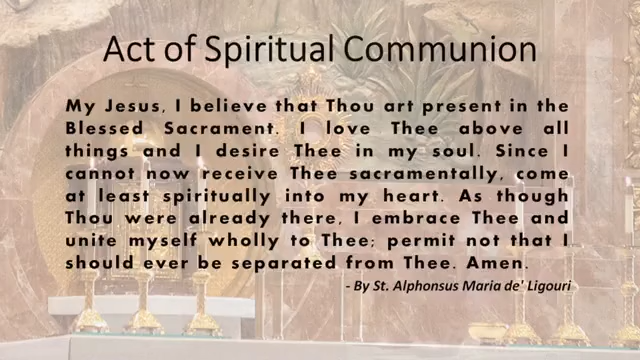 Act of Spiritual Communion
My Jesus, I believe that Thou art present in the
Blessed Sacrament. I love Thee above all
things and I desire Thee in my soul. Since I
cannot now receive Thee sacramentally, come
at least spiritually into my heart. As though
Thou were already there, I embrace Thee and
unite myself wholly to Thee; permit not that I
should ever be separated from Thee. Amen.
- By St. Alphonsus Maria de' Ligouri